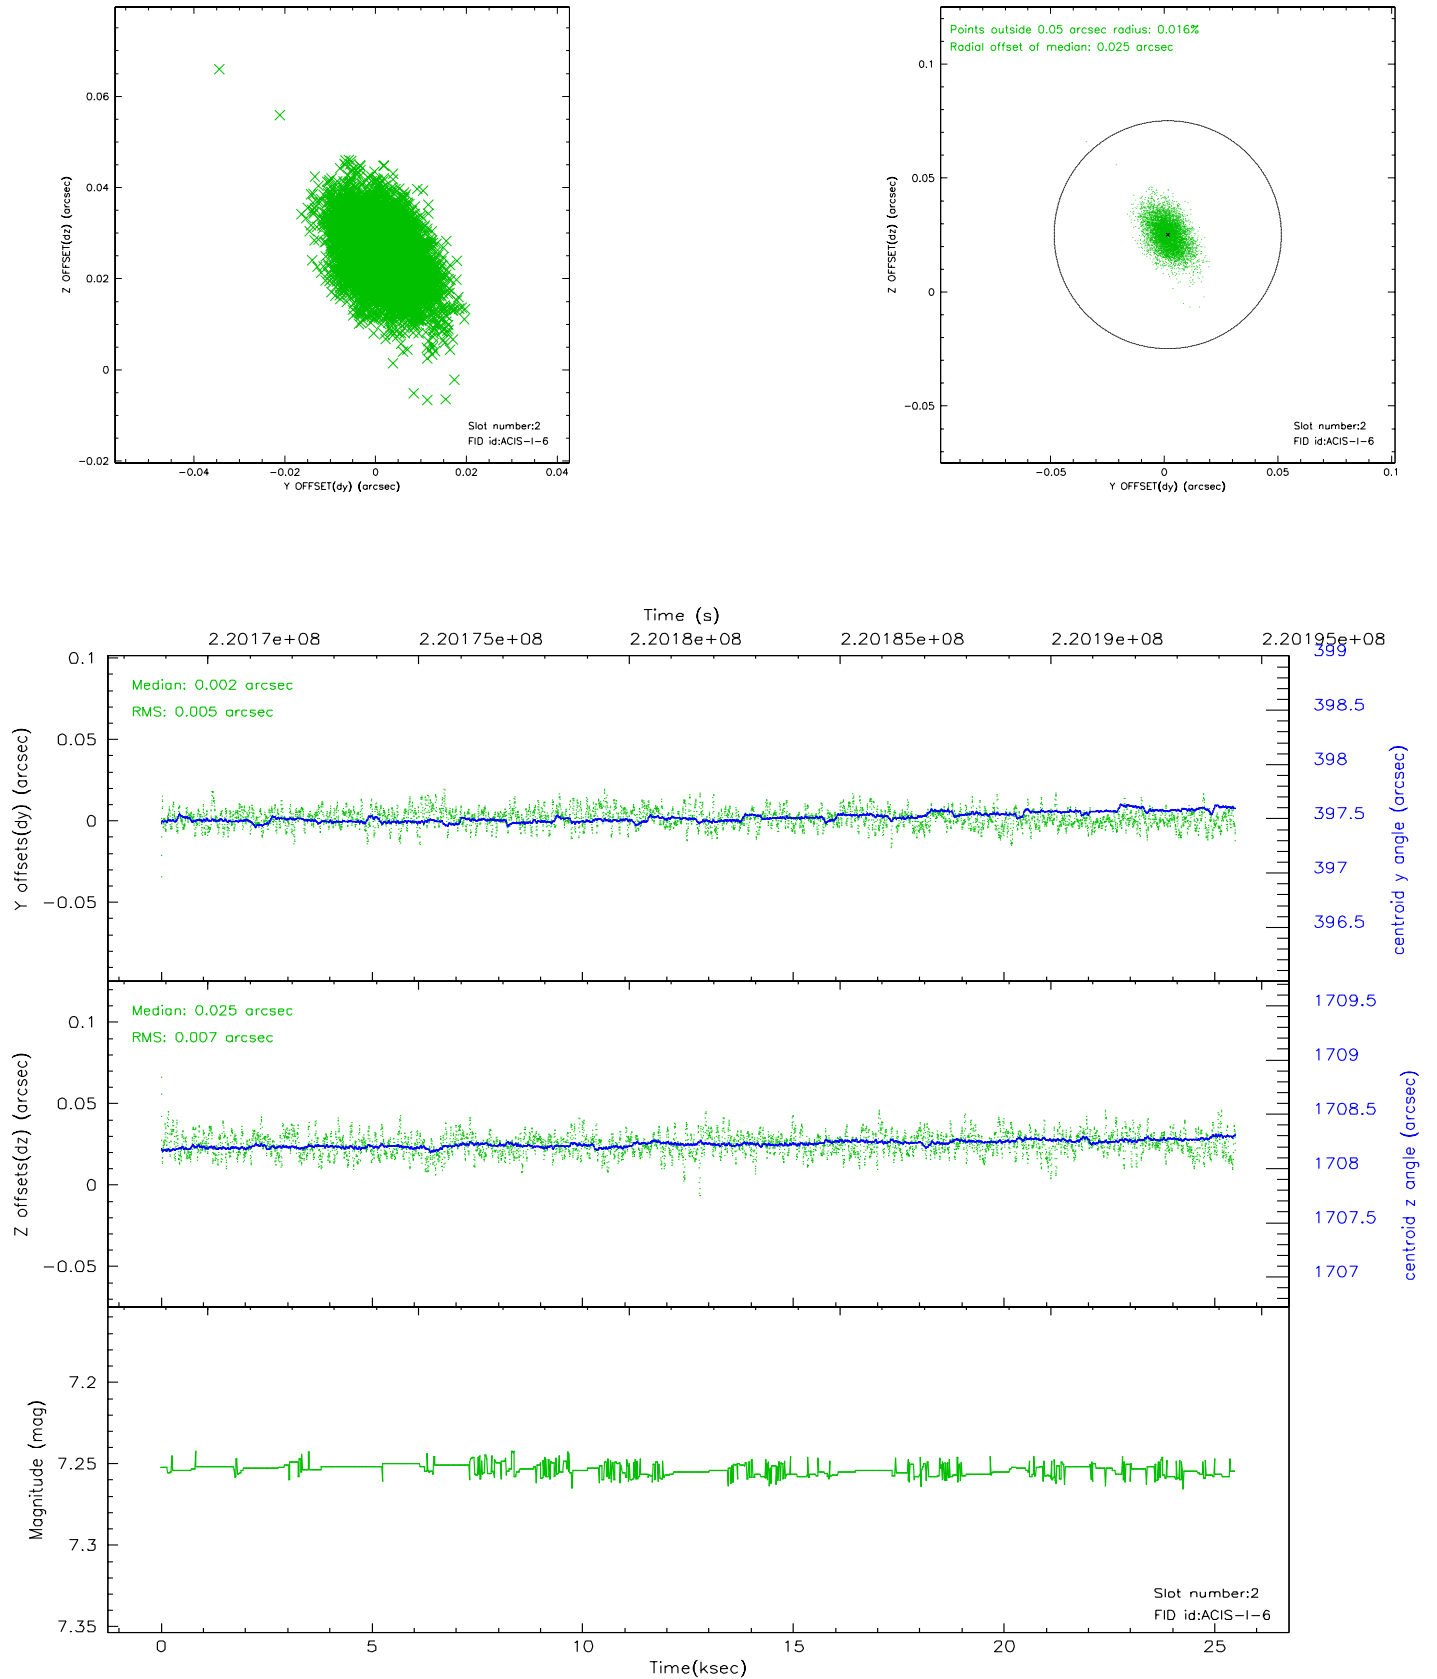 0.06
0.04
0.02
0
−0.02
Z OFFSET(dz) (arcsec)
Slot number:2
FID id:ACIS−I−6
−0.04 −0.02 0 0.02 0.04
Y OFFSET(dy) (arcsec)
Points outside 0.05 arcsec radius: 0.016%
Radial offset of median: 0.025 arcsec
0.1
0.05
0
−0.05
Z OFFSET(dz) (arcsec)
Slot number:2
FID id:ACIS−I−6
−0.05 0 0.05 0.1
Y OFFSET(dy) (arcsec)
Time (s)
2.2017e+08 2.20175e+08 2.2018e+08 2.20185e+08 2.2019e+08 2.20195e+08
Median: 0.002 arcsec
RMS: 0.005 arcsec
0.1
0.05
0
−0.05
Y offsets(dy) (arcsec)
399
398.5
398
397.5
397
396.5
centroid y angle (arcsec)
Median: 0.025 arcsec
RMS: 0.007 arcsec
0.1
0.05
0
−0.05
Z offsets(dz) (arcsec)
1709.5
1709
1708.5
1708
1707.5
1707
centroid z angle (arcsec)
7.2
7.25
7.3
7.35
Magnitude (mag)
Slot number:2
FID id:ACIS−I−6
0 5 10 15 20 25
Time(ksec)